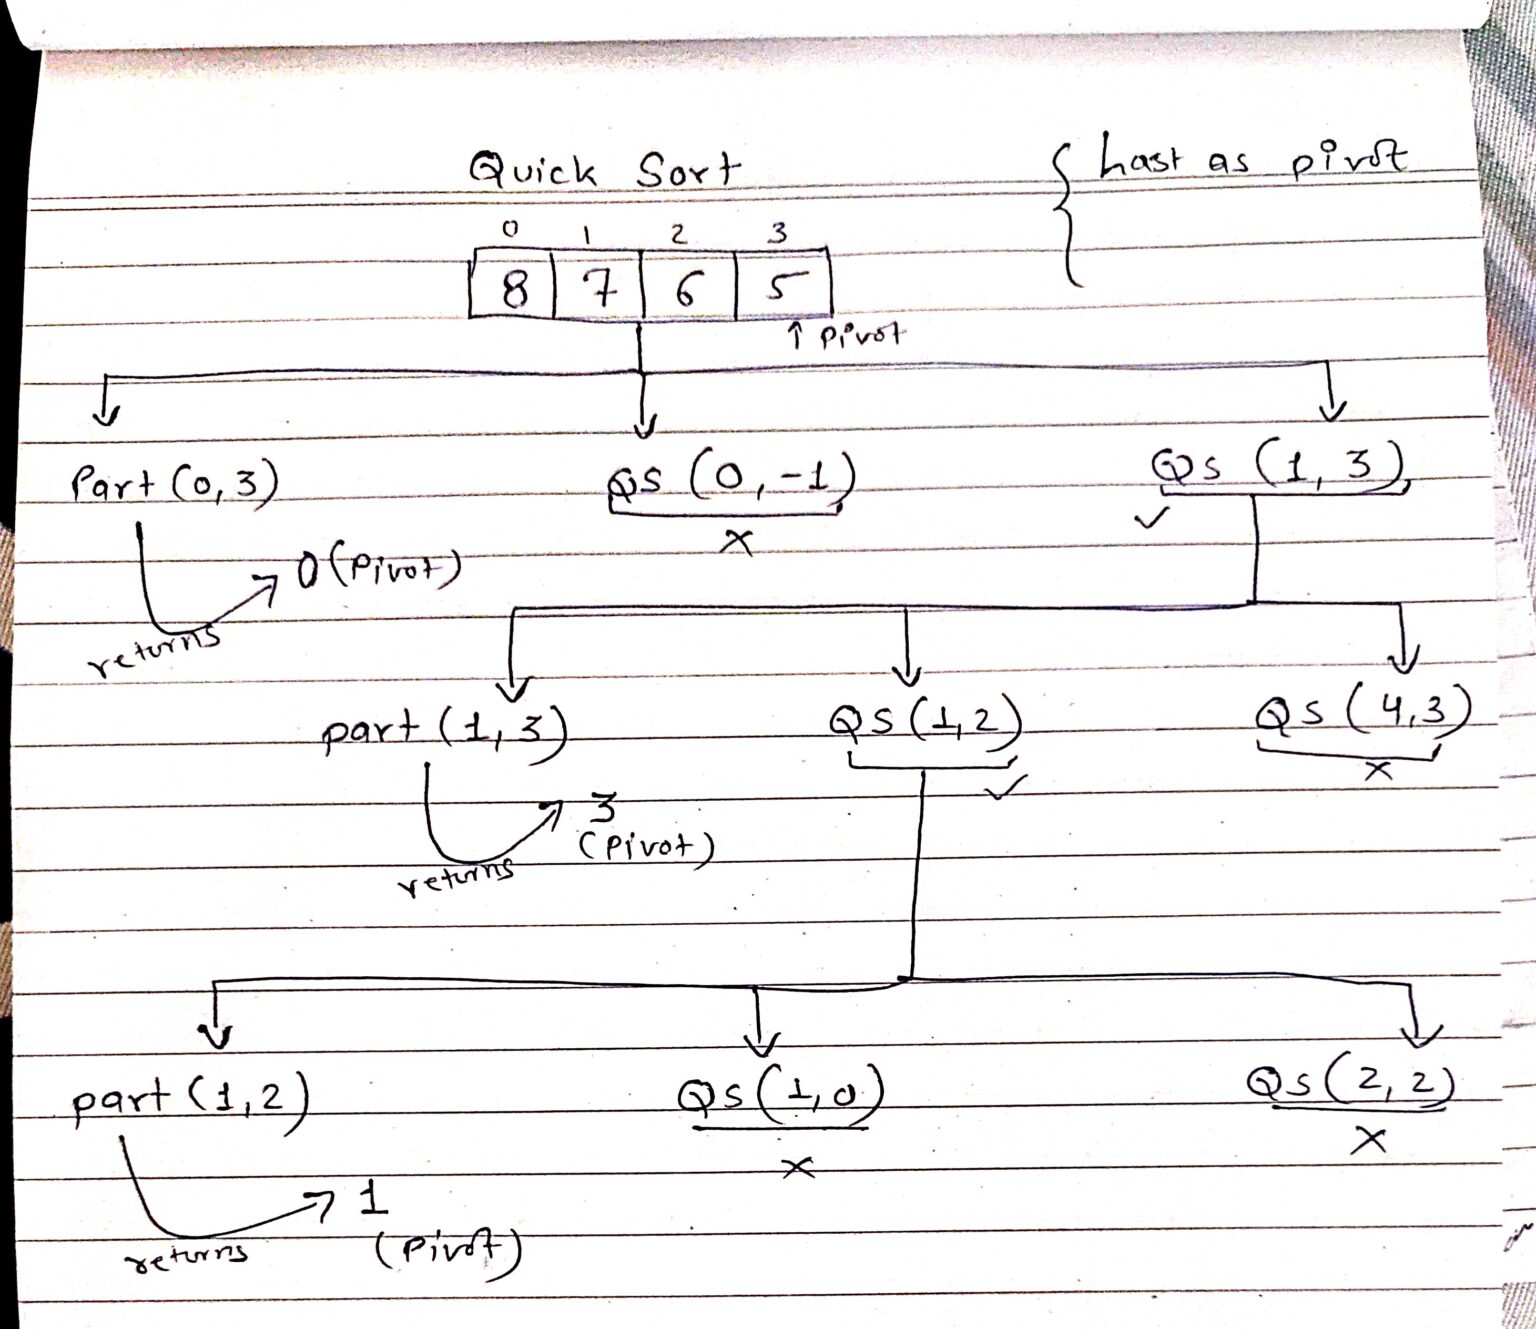 Quick Sort
{ Last as pivot
0 1 2 3
8 7 6 5
↑ pivot
Part (0,3)
QS (0,-1)
x
QS (1, 3)
✓
returns
0 (Pivot)
part (1,3)
QS (1,2)
✓
QS (4,3)
x
returns
3
(Pivot)
part (1,2)
QS (1,0)
x
QS (2,2)
x
returns
1
(Pivot)